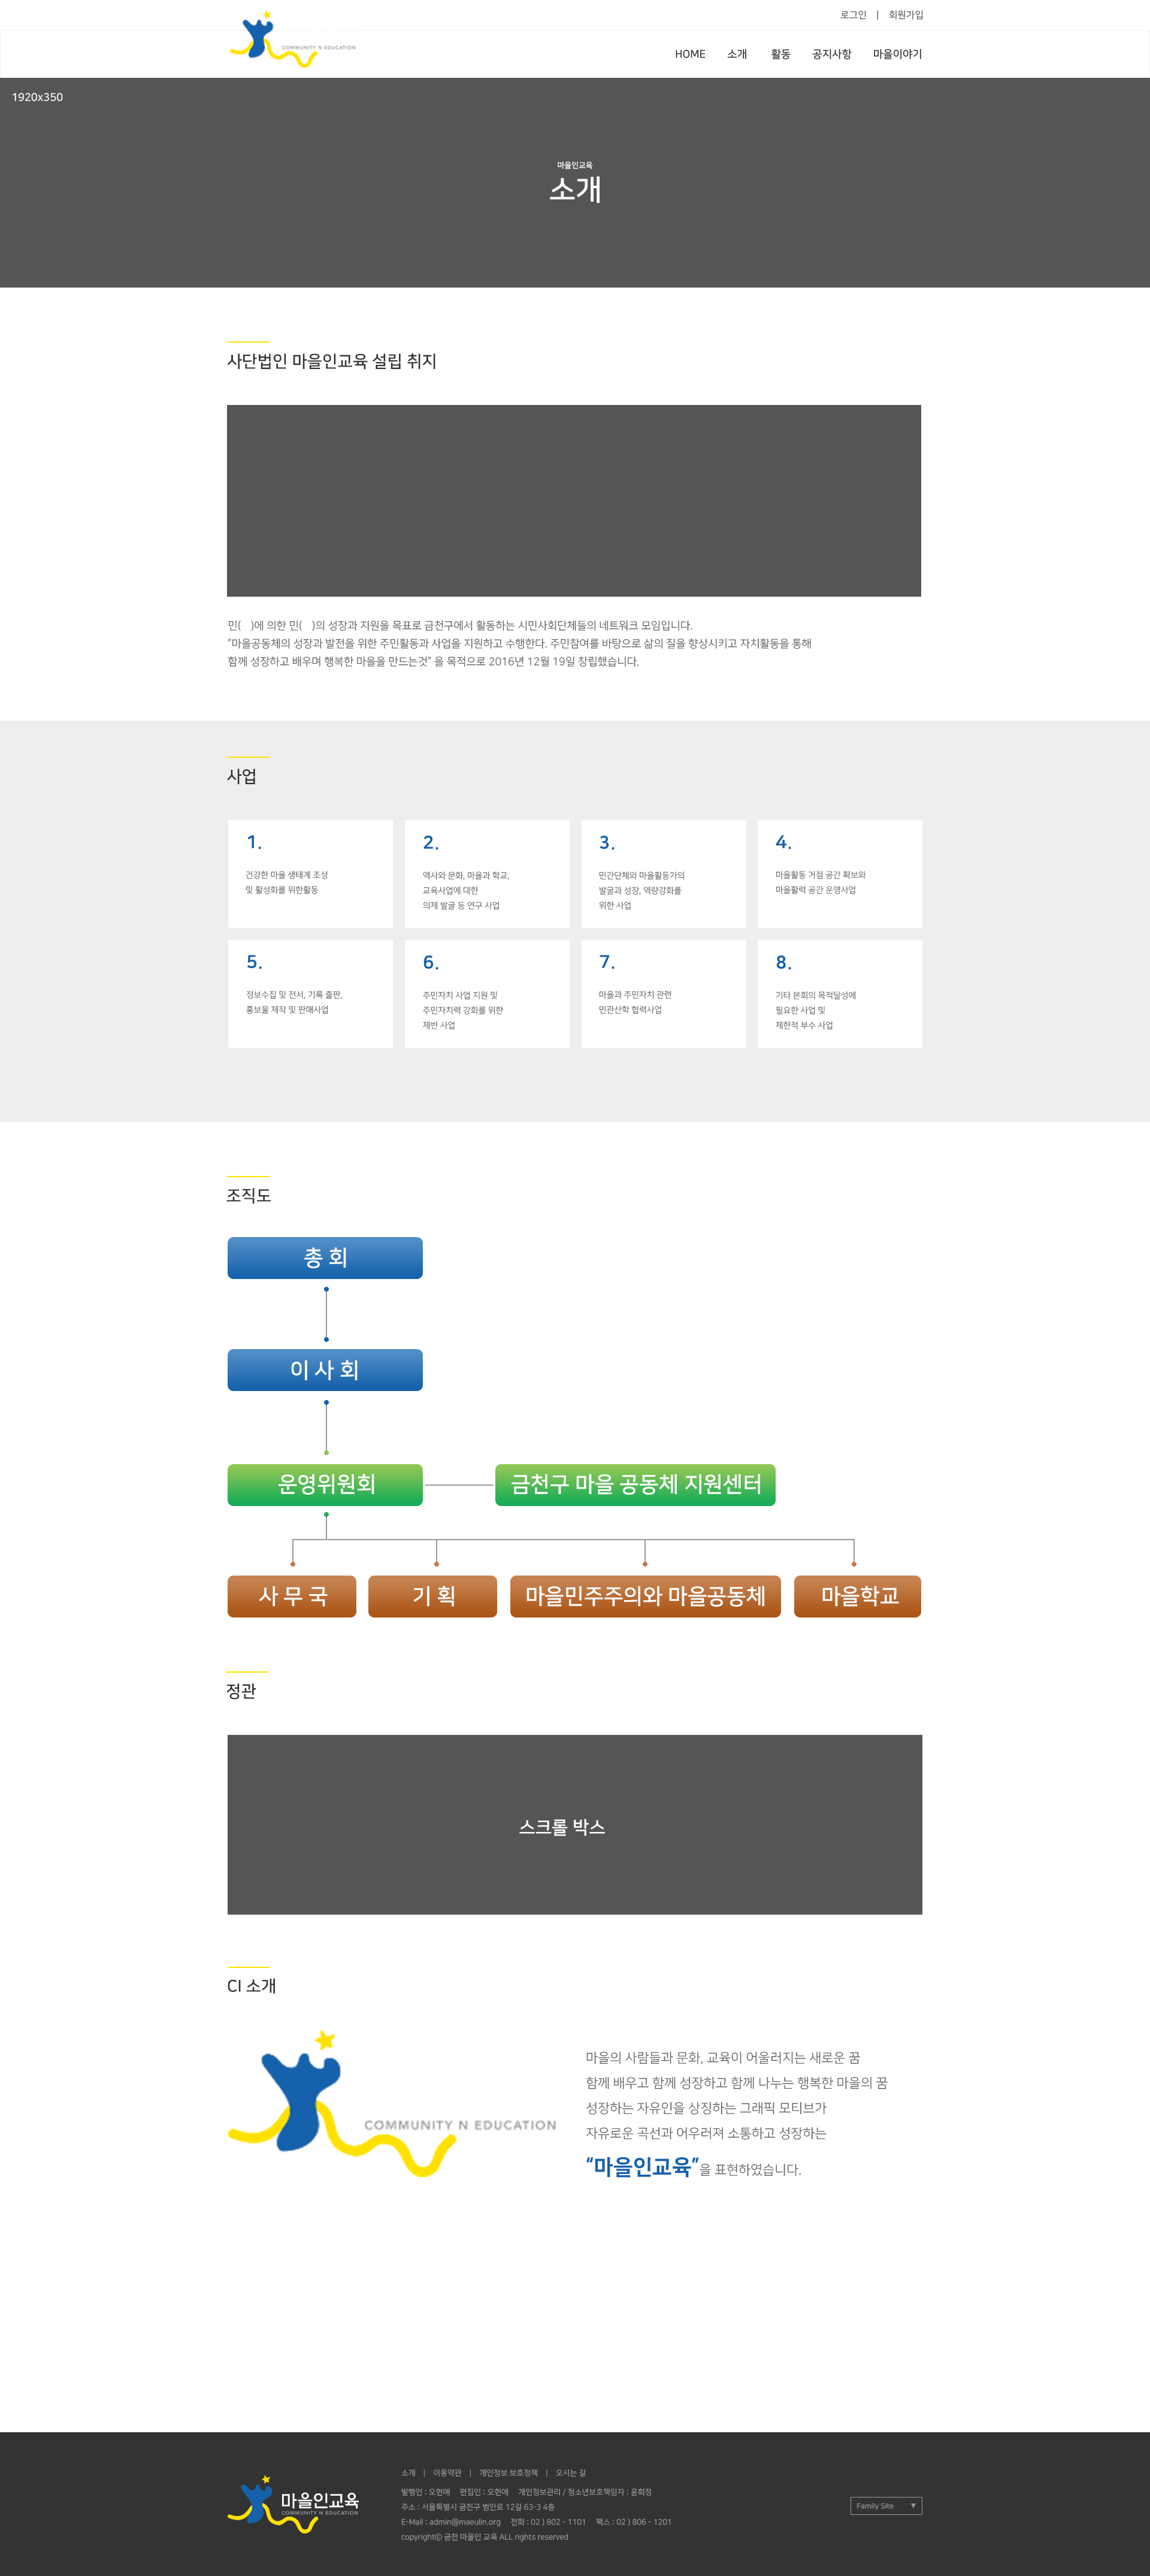 로그인 | 회원가입
COMMUNITY N EDUCATION
HOME 소개 활동 공지사항 마을이야기
1920x350
마을인교육
소개
사단법인 마을인교육 설립 취지
민( )에 의한 민( )의 성장과 지원을 목표로 금천구에서 활동하는 시민사회단체들의 네트워크 모임입니다.
“마을공동체의 성장과 발전을 위한 주민활동과 사업을 지원하고 수행한다. 주민참여를 바탕으로 삶의 질을 향상시키고 자치활동을 통해
함께 성장하고 배우며 행복한 마을을 만드는것“ 을 목적으로 2016년 12월 19일 창립했습니다.
사업
1.
건강한 마을 생태계 조성
및 활성화를 위한활동
2.
역사와 문화, 마을과 학교,
교육사업에 대한
의제 발굴 등 연구 사업
3.
민간단체와 마을활동가의
발굴과 성장, 역량강화를
위한 사업
4.
마을활동 거점 공간 확보와
마을활력 공간 운영사업
5.
정보수집 및 전서, 기록 출판,
홍보물 제작 및 판매사업
6.
주민자치 사업 지원 및
주민자치력 강화를 위한
제반 사업
7.
마을과 주민자치 관련
민관산학 협력사업
8.
기타 본회의 목적달성에
필요한 사업 및
제한적 부수 사업
조직도
총 회
이 사 회
운영위원회 금천구 마을 공동체 지원센터
사 무 국 기 획 마을민주주의와 마을공동체 마을학교
정관
스크롤 박스
CI 소개
COMMUNITY N EDUCATION
마을의 사람들과 문화, 교육이 어울러지는 새로운 꿈
함께 배우고 함께 성장하고 함께 나누는 행복한 마을의 꿈
성장하는 자유인을 상징하는 그래픽 모티브가
자유로운 곡선과 어우러져 소통하고 성장하는
“마을인교육”을 표현하였습니다.
마을인교육
COMMUNITY N EDUCATION
소개 | 이용약관 | 개인정보 보호정책 | 오시는 길
발행인 : 오현애 편집인 : 오현애 개인정보관리 / 청소년보호책임자 : 윤희정
주소 : 서울특별시 금천구 범안로 12길 63-3 4층
E-Mail : admin@maeulin.org 전화 : 02 ) 802 - 1101 팩스 : 02 ) 806 - 1201
copyrightⓒ 금천 마을인 교육 ALL rights reserved
Family Site ▼